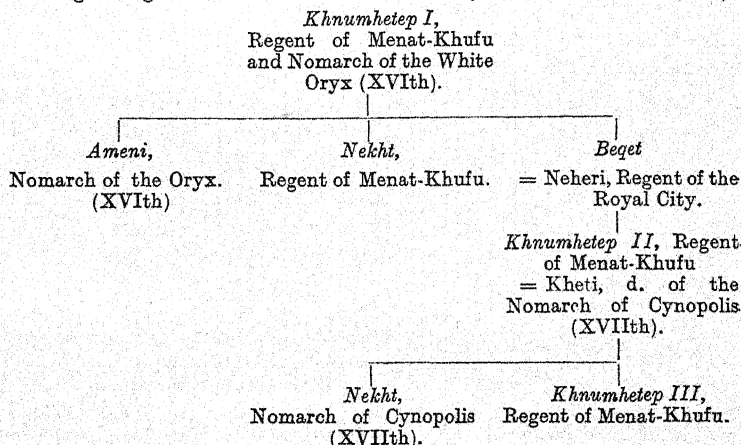 Khnumhetep I,
Regent of Menat-Khufu
and Nomarch of the White
Oryx (XVIth).
Ameni,
Nomarch of the Oryx.
(XVIth)
Nekht,
Regent of Menat-Khufu.
Beqet
= Neheri, Regent of the
Royal City.
Khnumhetep II, Regent
of Menat-Khufu
= Kheti, d. of the
Nomarch of Cynopolis
(XVIIth).
Nekht,
Nomarch of Cynopolis
(XVIIth).
Khnumhetep III,
Regent of Menat-Khufu.